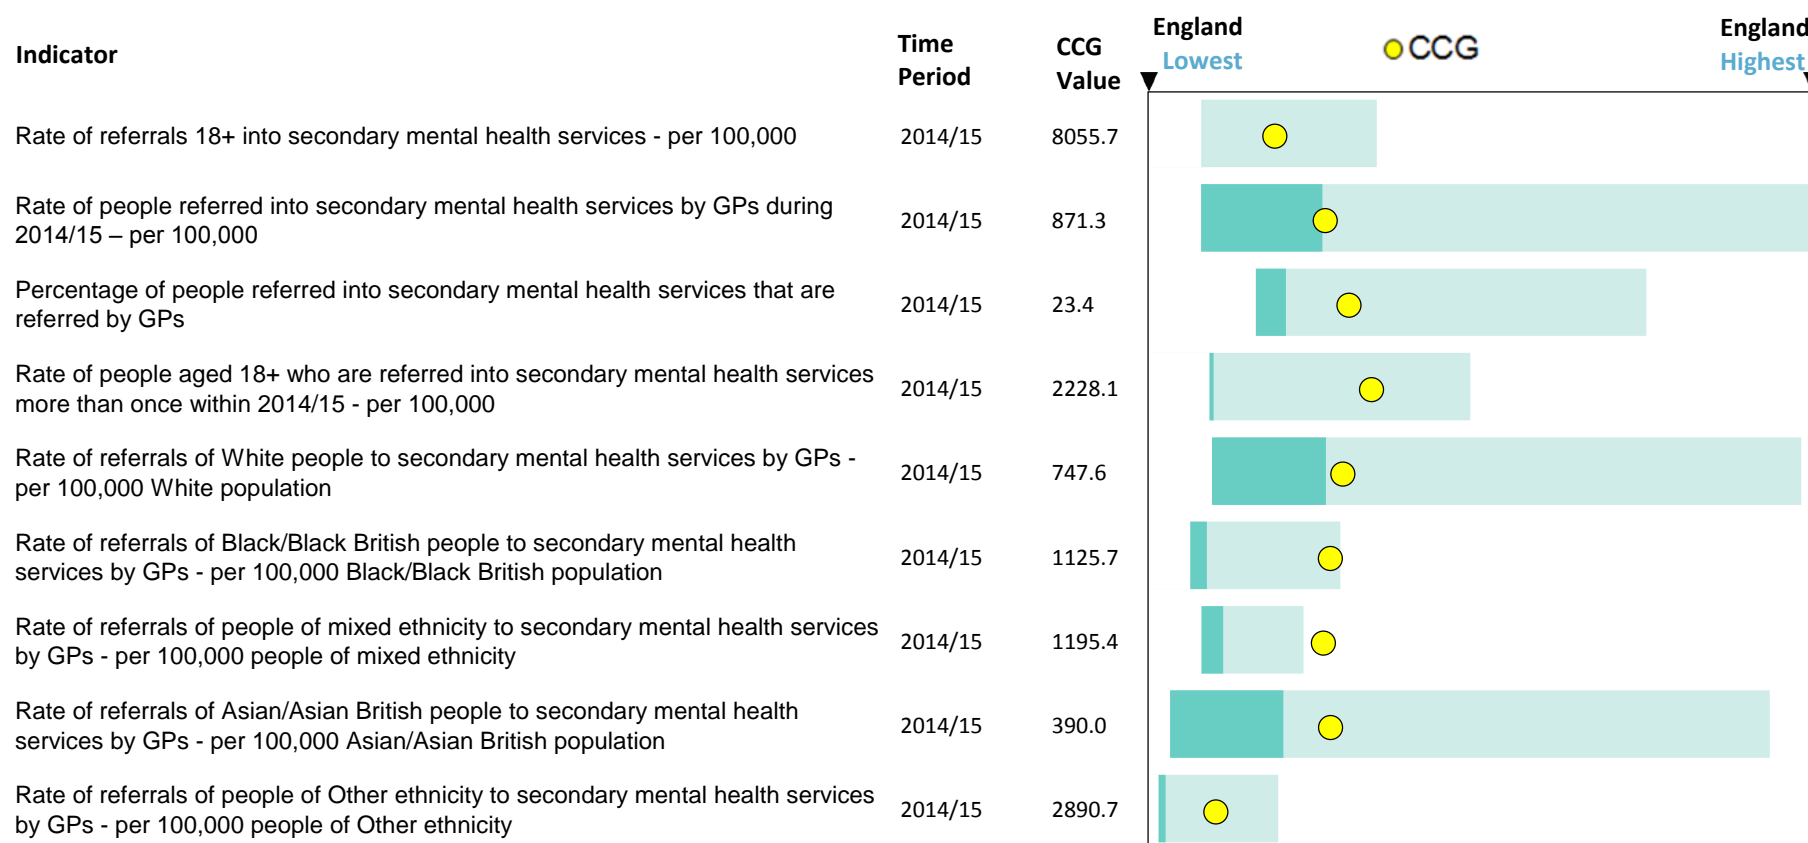 Indicator
Time
Period
CCG
Value
England
Lowest
CCG
England
Highest
Rate of referrals 18+ into secondary mental health services - per 100,000
2014/15
8055.7
Rate of people referred into secondary mental health services by GPs during
2014/15 – per 100,000
2014/15
871.3
Percentage of people referred into secondary mental health services that are
referred by GPs
2014/15
23.4
Rate of people aged 18+ who are referred into secondary mental health services
more than once within 2014/15 - per 100,000
2014/15
2228.1
Rate of referrals of White people to secondary mental health services by GPs -
per 100,000 White population
2014/15
747.6
Rate of referrals of Black/Black British people to secondary mental health
services by GPs - per 100,000 Black/Black British population
2014/15
1125.7
Rate of referrals of people of mixed ethnicity to secondary mental health services
by GPs - per 100,000 people of mixed ethnicity
2014/15
1195.4
Rate of referrals of Asian/Asian British people to secondary mental health
services by GPs - per 100,000 Asian/Asian British population
2014/15
390.0
Rate of referrals of people of Other ethnicity to secondary mental health services
by GPs - per 100,000 people of Other ethnicity
2014/15
2890.7